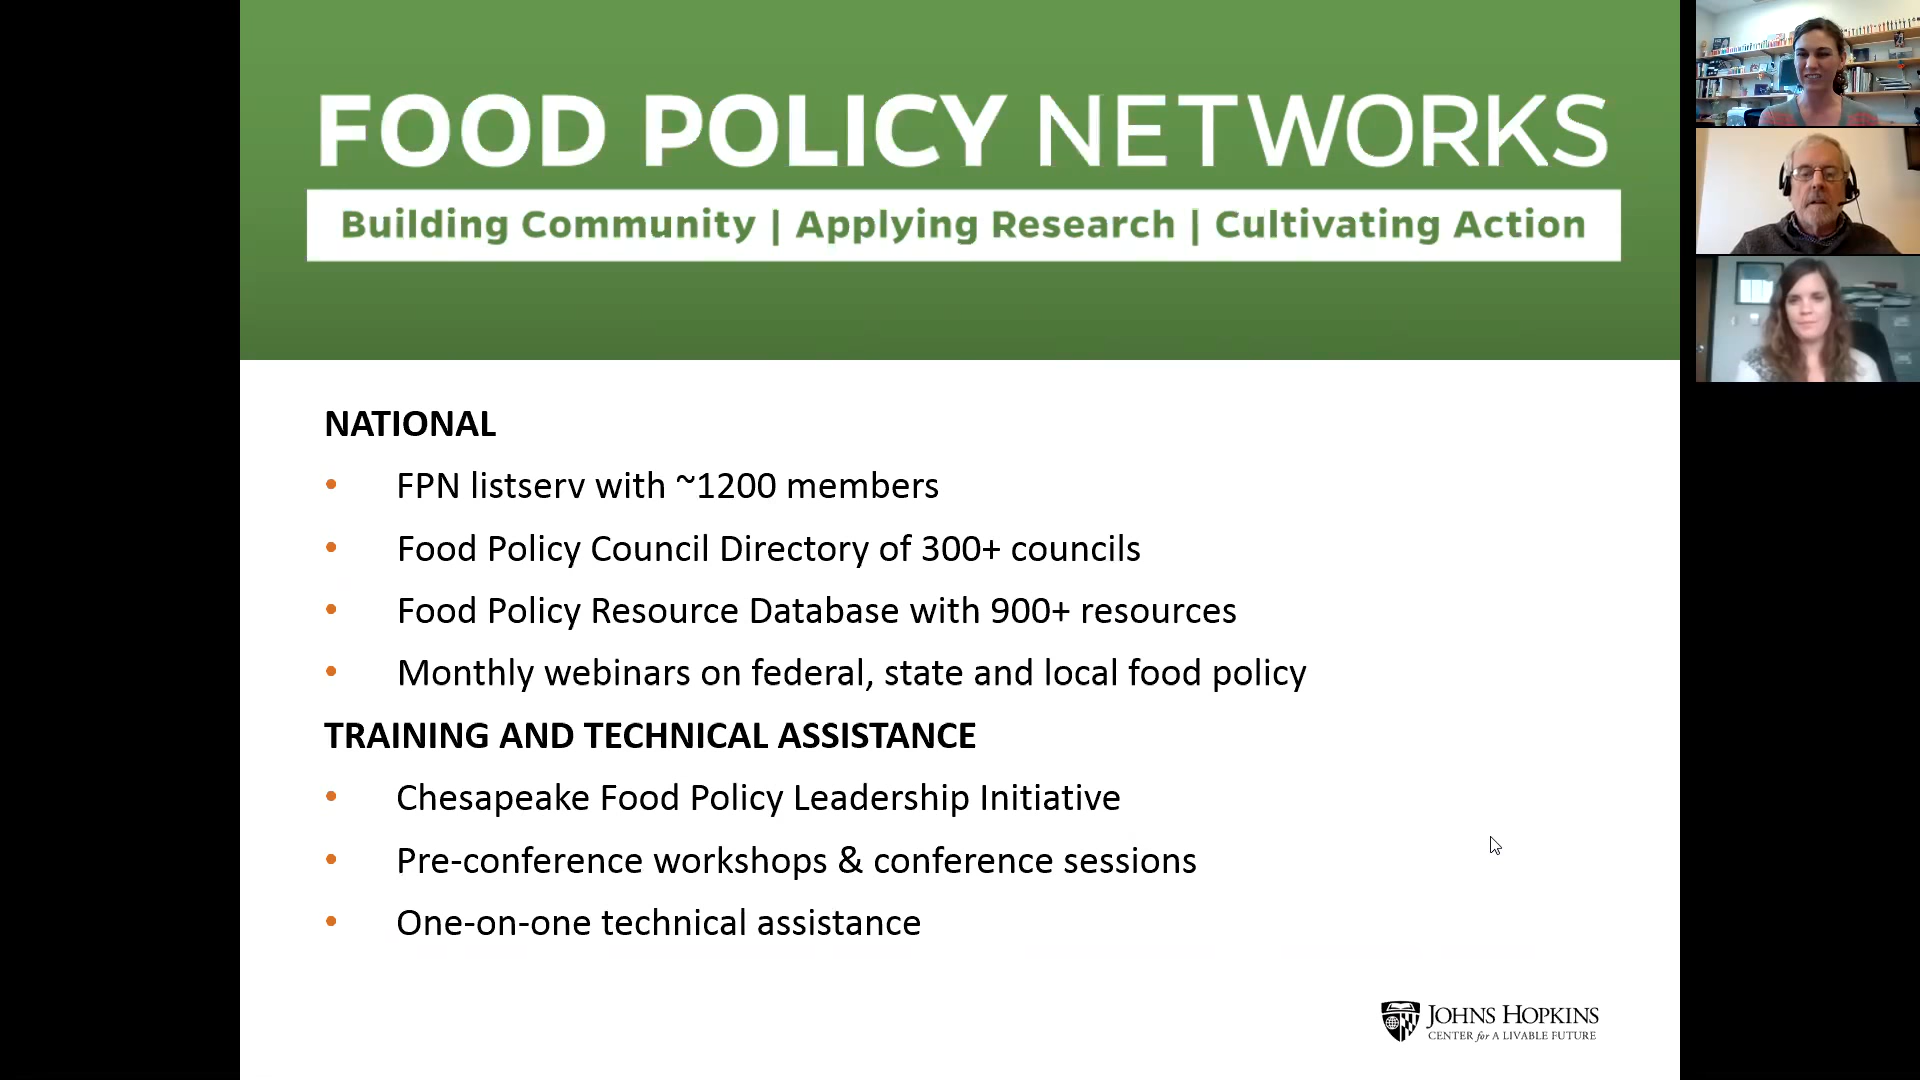 FOOD POLICY NETWORKS
Building Community | Applying Research | Cultivating Action
NATIONAL
• FPN listserv with ~1200 members
• Food Policy Council Directory of 300+ councils
• Food Policy Resource Database with 900+ resources
• Monthly webinars on federal, state and local food policy
TRAINING AND TECHNICAL ASSISTANCE
• Chesapeake Food Policy Leadership Initiative
• Pre-conference workshops & conference sessions
• One-on-one technical assistance
JOHNS HOPKINS
CENTER for A LIVABLE FUTURE